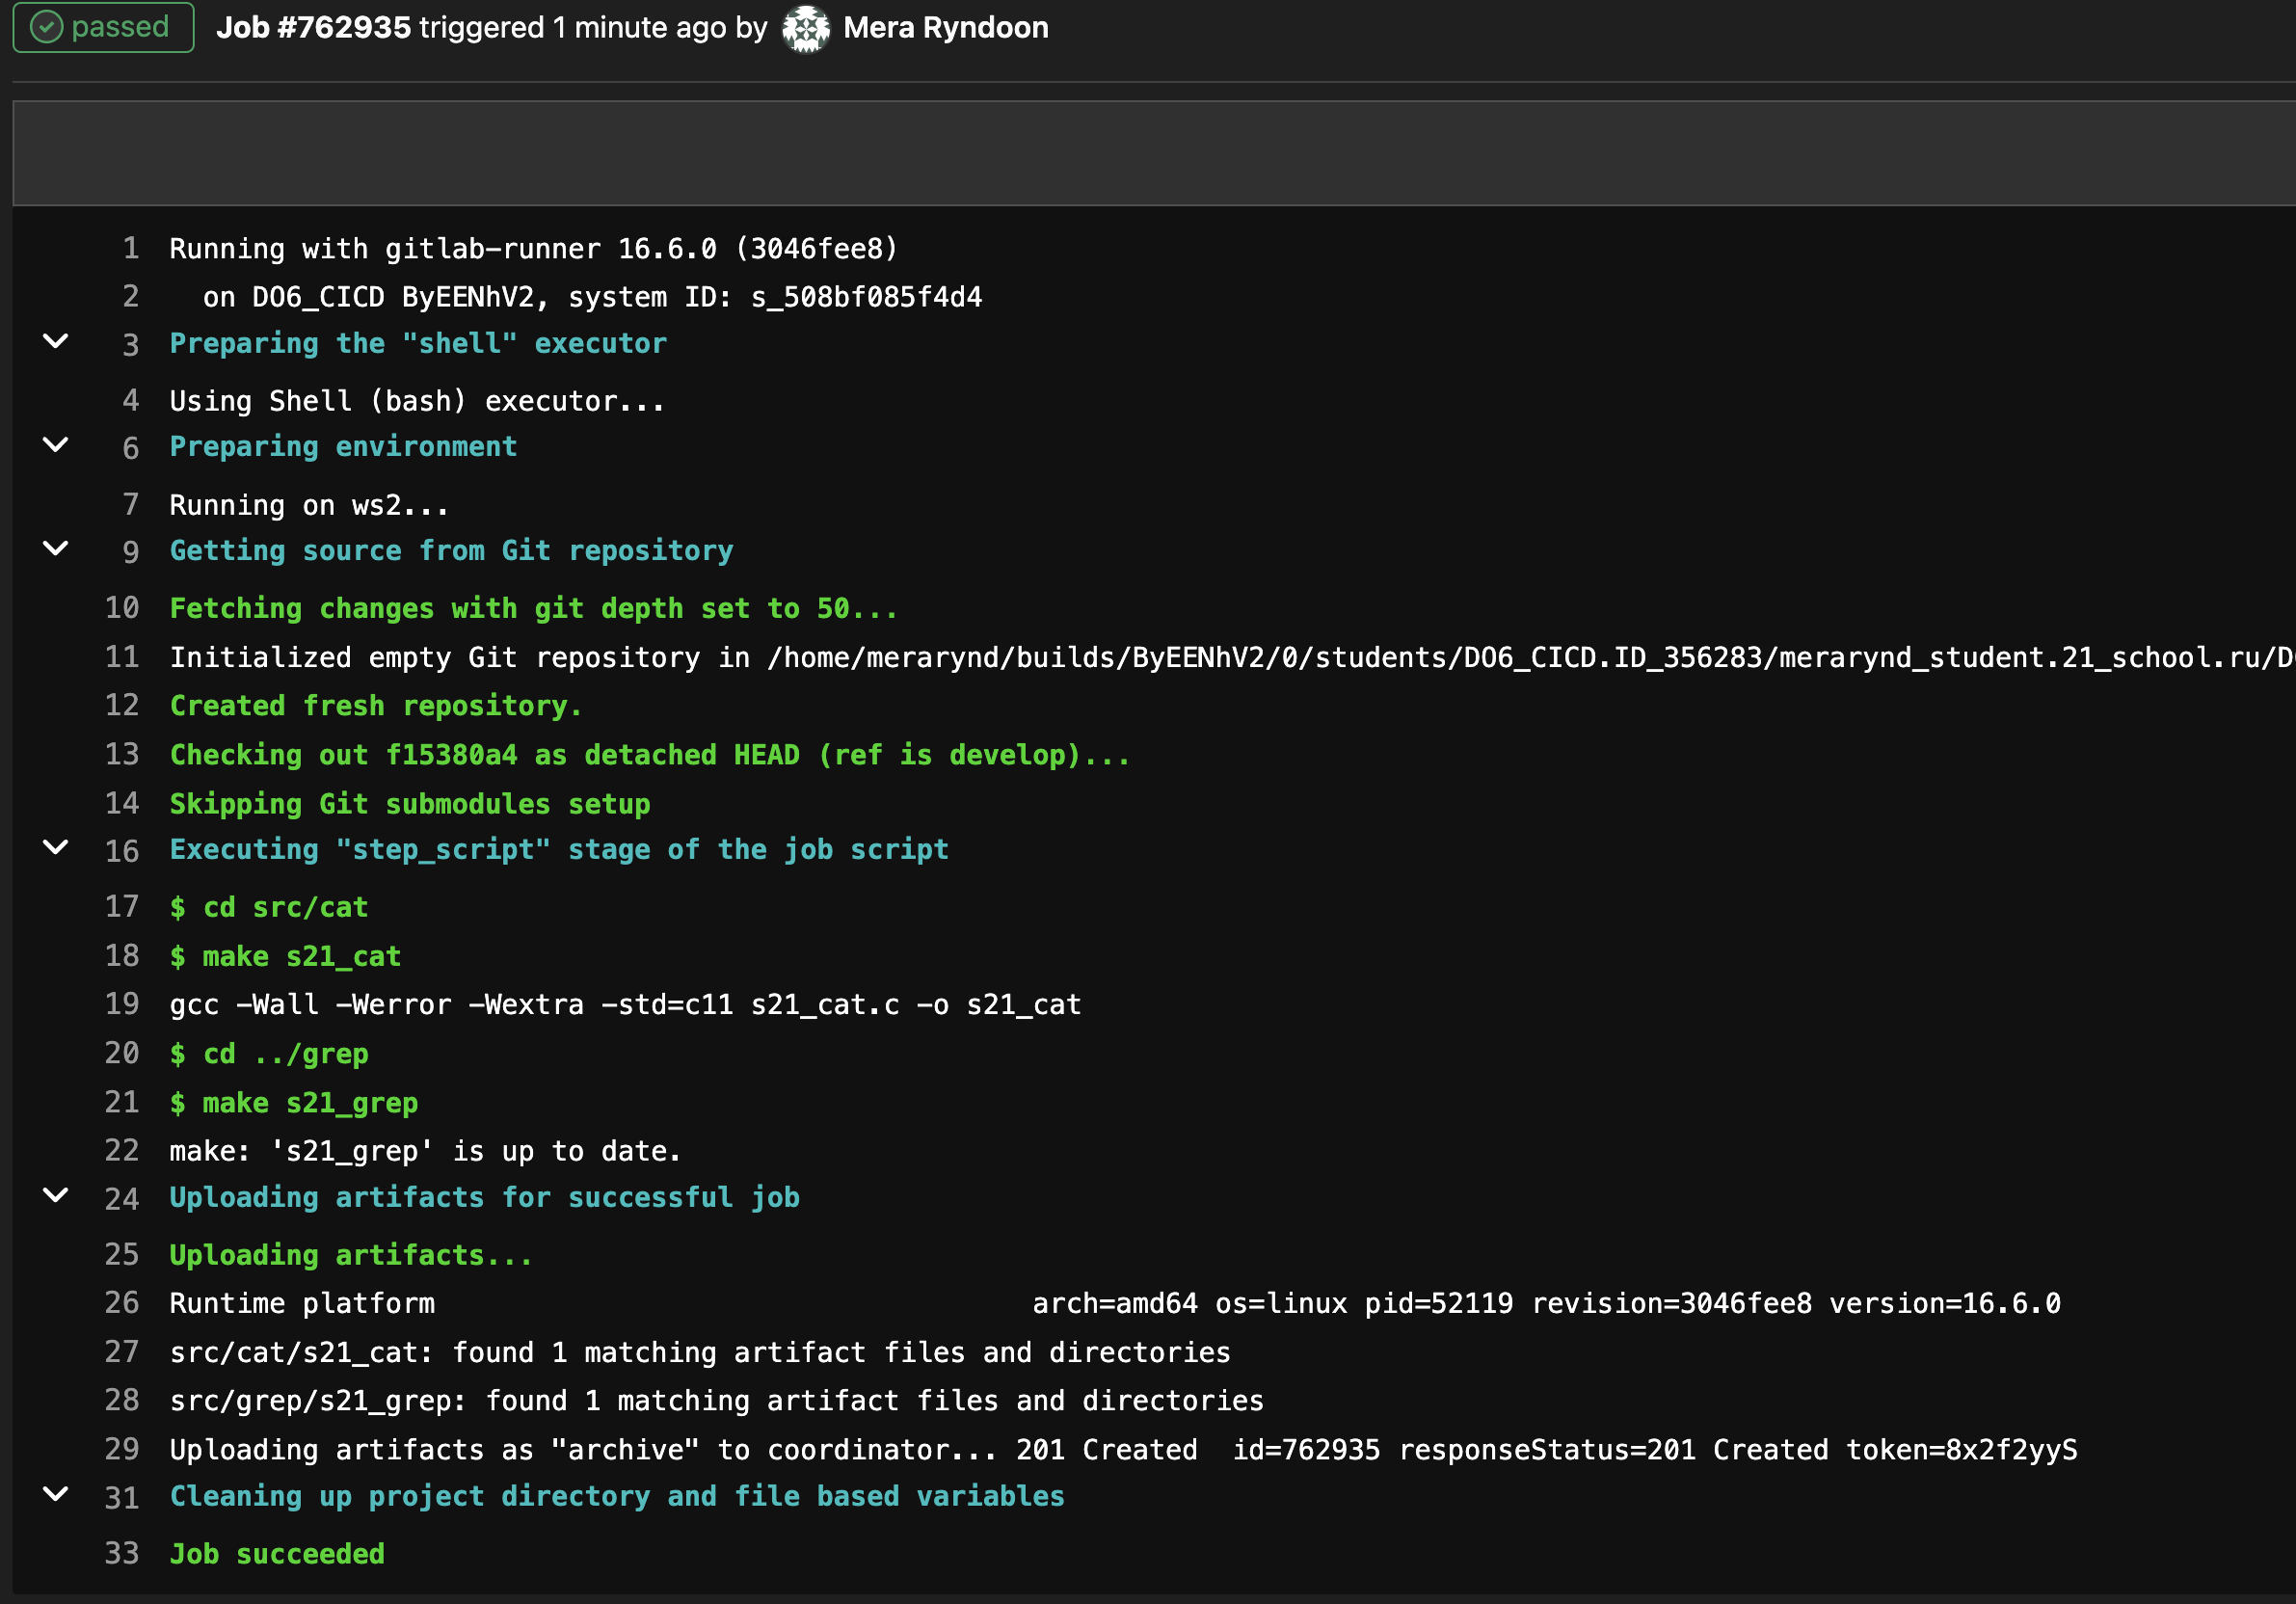 passed Job #762935 triggered 1 minute ago by Mera Ryndoon
1 Running with gitlab-runner 16.6.0 (3046fee8)
2 on DO6_CICD ByEENhV2, system ID: s_508bf085f4d4
3 Preparing the "shell" executor
4 Using Shell (bash) executor...
6 Preparing environment
7 Running on ws2...
9 Getting source from Git repository
10 Fetching changes with git depth set to 50...
11 Initialized empty Git repository in /home/merarynd/builds/ByEENhV2/0/students/DO6_CICD.ID_356283/merarynd_student.21_school.ru/D
12 Created fresh repository.
13 Checking out f15380a4 as detached HEAD (ref is develop)...
14 Skipping Git submodules setup
16 Executing "step_script" stage of the job script
17 $ cd src/cat
18 $ make s21_cat
19 gcc -Wall -Werror -Wextra -std=c11 s21_cat.c -o s21_cat
20 $ cd ../grep
21 $ make s21_grep
22 make: 's21_grep' is up to date.
24 Uploading artifacts for successful job
25 Uploading artifacts...
26 Runtime platform arch=amd64 os=linux pid=52119 revision=3046fee8 version=16.6.0
27 src/cat/s21_cat: found 1 matching artifact files and directories
28 src/grep/s21_grep: found 1 matching artifact files and directories
29 Uploading artifacts as "archive" to coordinator... 201 Created id=762935 responseStatus=201 Created token=8x2f2yyS
31 Cleaning up project directory and file based variables
33 Job succeeded